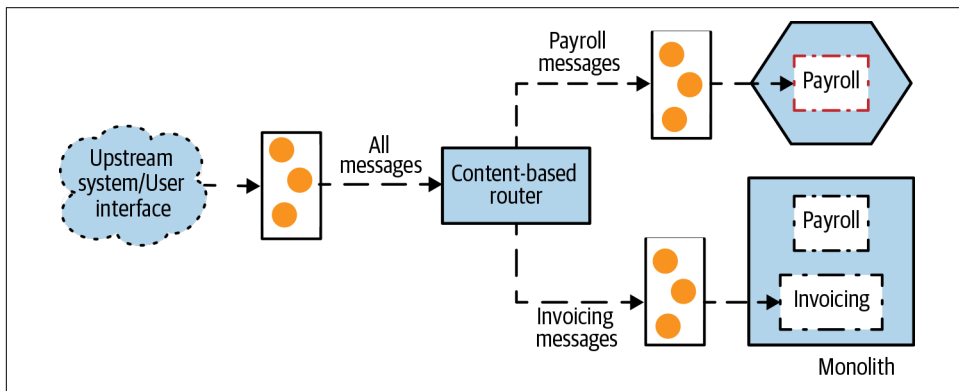 Upstream
system/User
interface
All
messages
Content-based
router
Payroll
messages
Payroll
Invoicing
messages
Payroll
Invoicing
Monolith